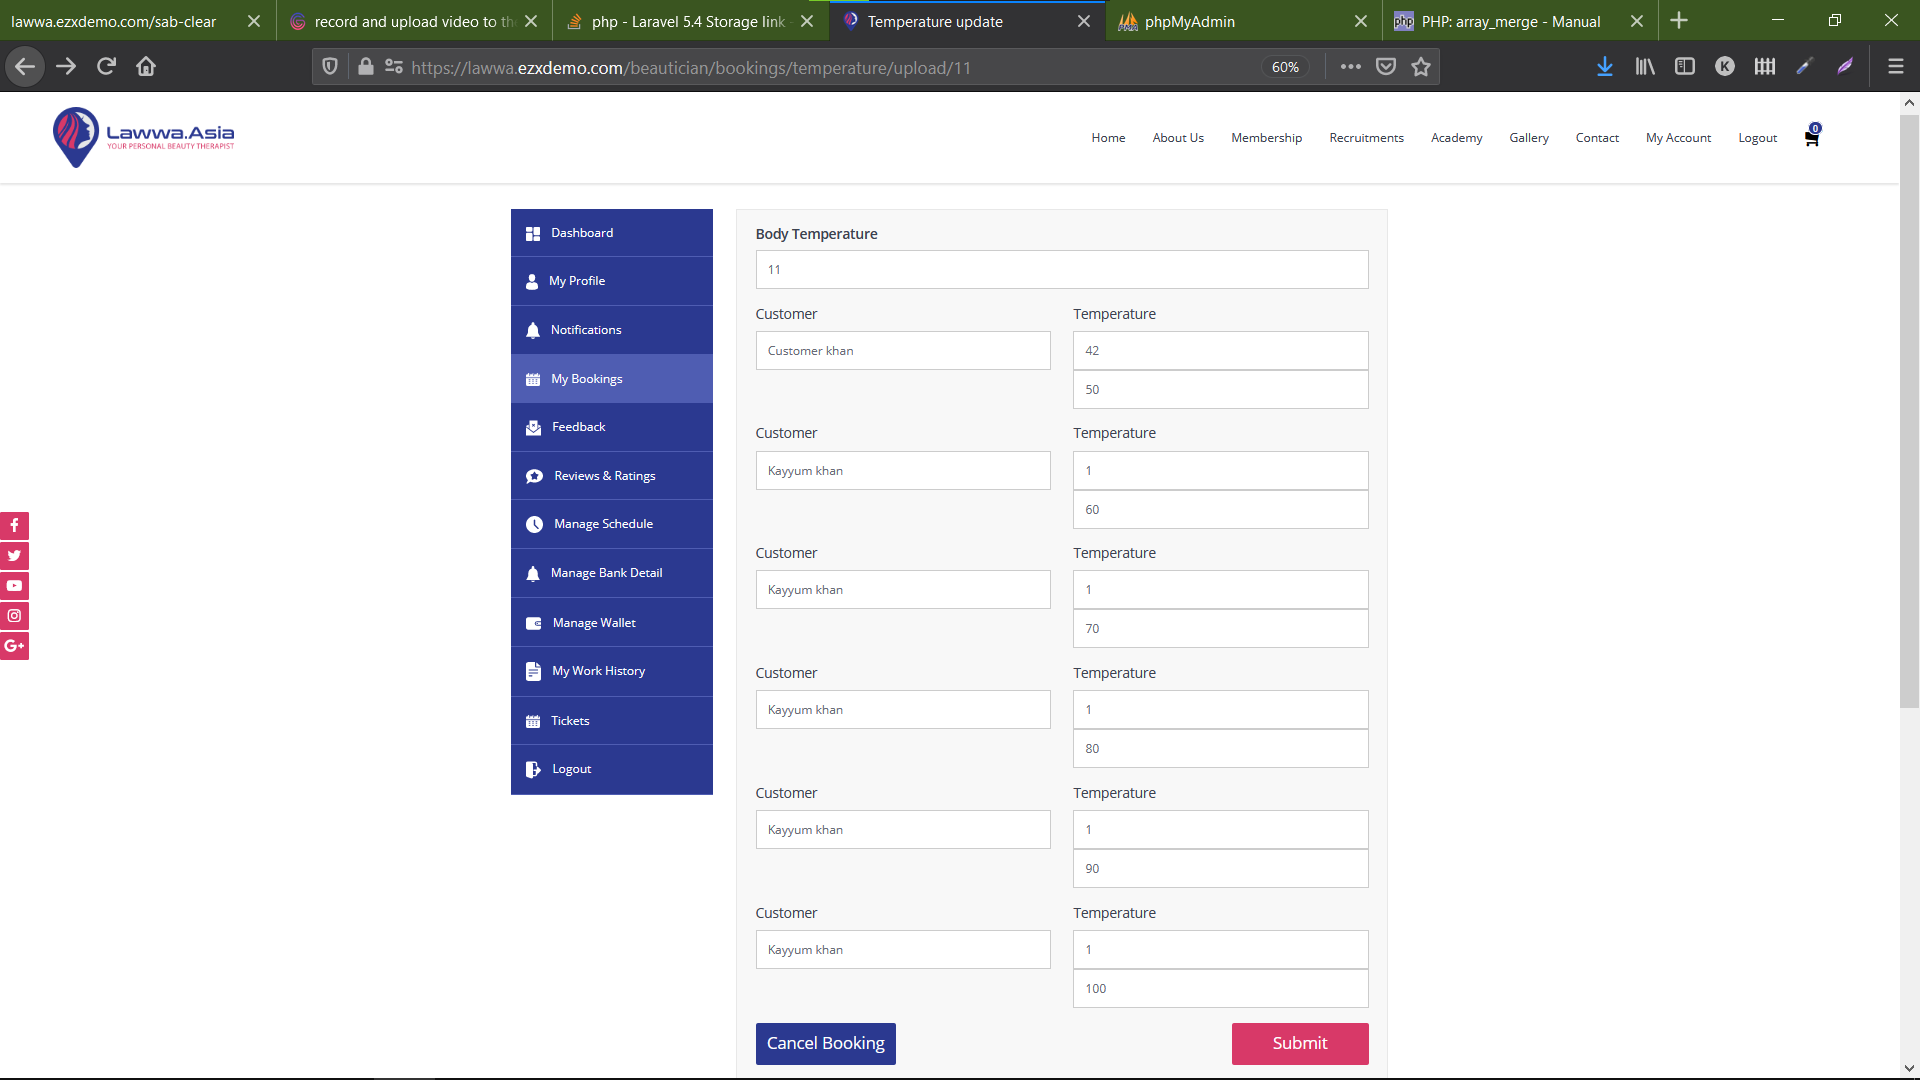 lawwa.ezxdemo.com/sab-clear
record and upload video to the
php - Laravel 5.4 Storage link
Temperature update
phpMyAdmin
PHP: array_merge - Manual
https://lawwa.ezxdemo.com/beautician/bookings/temperature/upload/11
60%
Lawwa.Asia
YOUR PERSONAL BEAUTY THERAPIST
Home
About Us
Membership
Recruitments
Academy
Gallery
Contact
My Account
Logout
0
Dashboard
My Profile
Notifications
My Bookings
Feedback
Reviews & Ratings
Manage Schedule
Manage Bank Detail
Manage Wallet
My Work History
Tickets
Logout
Body Temperature
11
Customer Temperature
Customer khan 42
50
Customer Temperature
Kayyum khan 1
60
Customer Temperature
Kayyum khan 1
70
Customer Temperature
Kayyum khan 1
80
Customer Temperature
Kayyum khan 1
90
Customer Temperature
Kayyum khan 1
100
Cancel Booking Submit